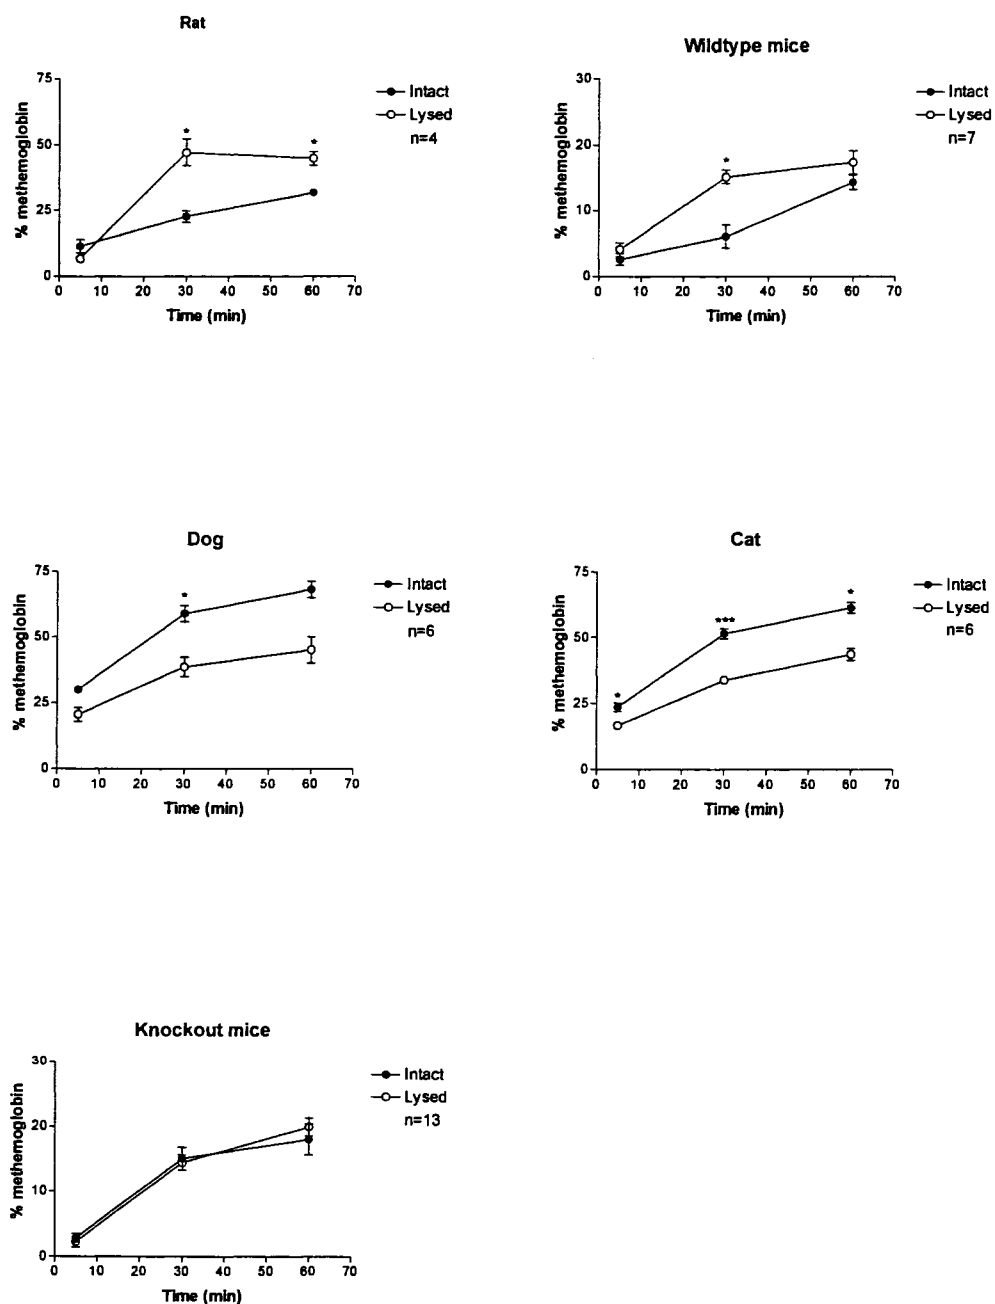 Rat
75
50
25
0
% methemoglobin
*
*
0 10 20 30 40 50 60 70
Time (min)
Intact
Lysed
n=4
Wildtype mice
30
20
10
0
% methemoglobin
*
0 10 20 30 40 50 60 70
Time (min)
Intact
Lysed
n=7
Dog
75
50
25
0
% methemoglobin
*
0 10 20 30 40 50 60 70
Time (min)
Intact
Lysed
n=6
Cat
75
50
25
0
% methemoglobin
*
***
*
0 10 20 30 40 50 60 70
Time (min)
Intact
Lysed
n=6
Knockout mice
30
20
10
0
% methemoglobin
0 10 20 30 40 50 60 70
Time (min)
Intact
Lysed
n=13